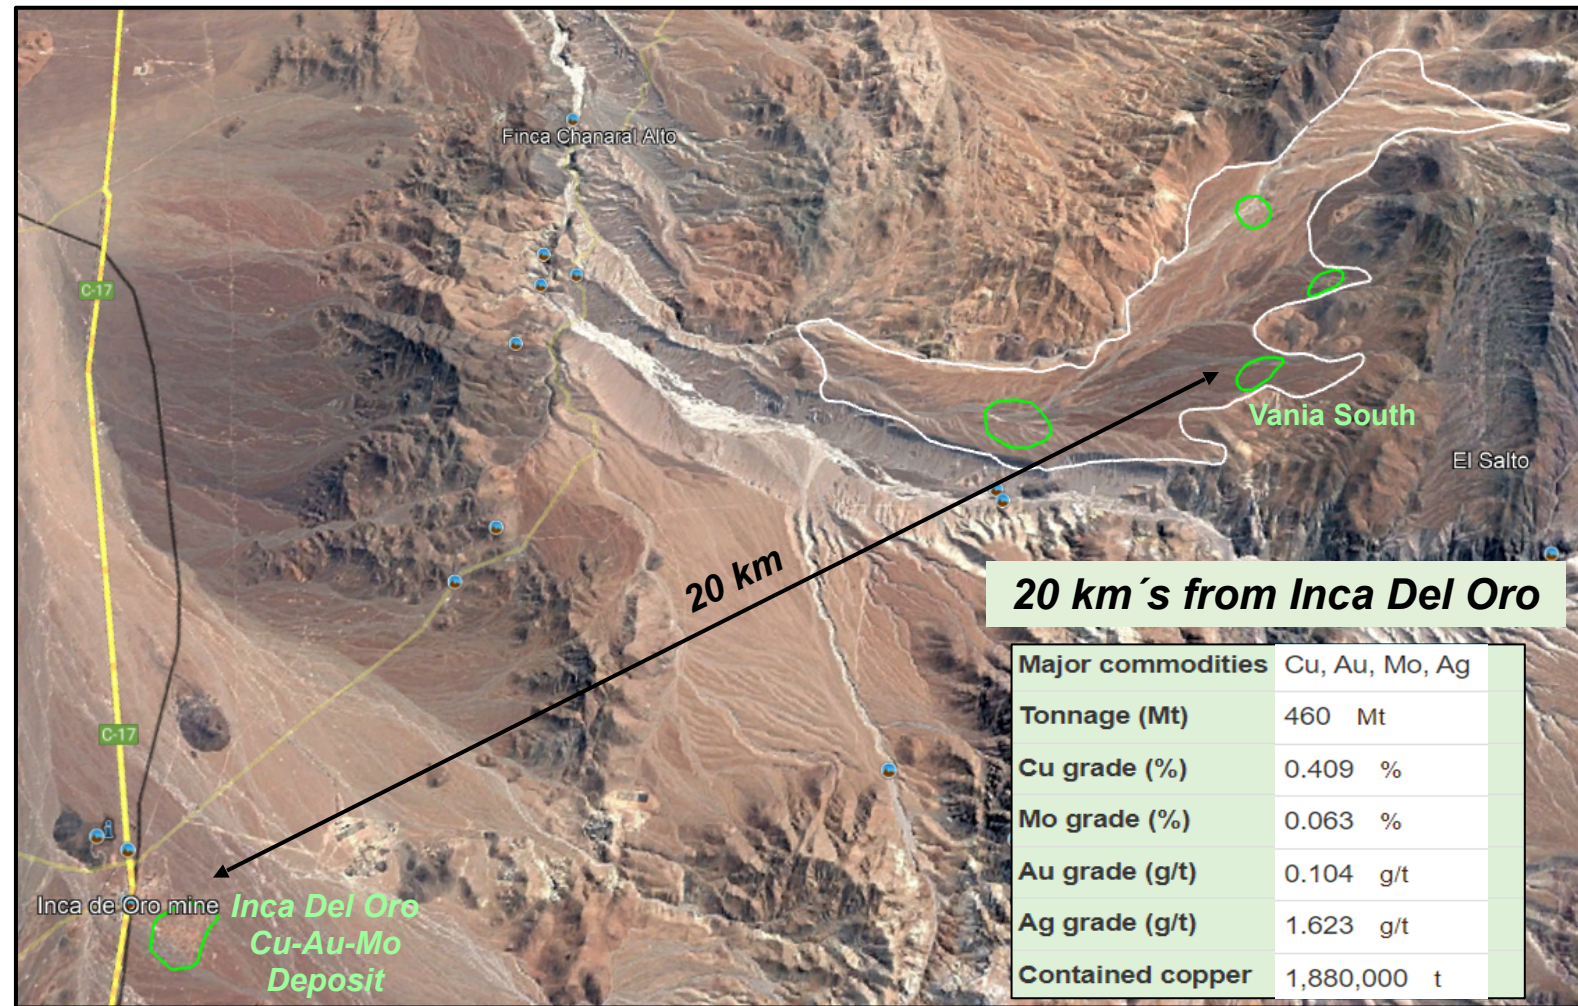 Finca Chanaral Alto
C-17
Vania South
El Salto
20 km
20 km´s from Inca Del Oro
Major commodities Cu, Au, Mo, Ag
Tonnage (Mt) 460 Mt
Cu grade (%) 0.409 %
C-17
Mo grade (%) 0.063 %
Au grade (g/t) 0.104 g/t
Ag grade (g/t) 1.623 g/t
Contained copper 1,880,000 t
i
Inca de Oro mine
Inca Del Oro
Cu-Au-Mo
Deposit